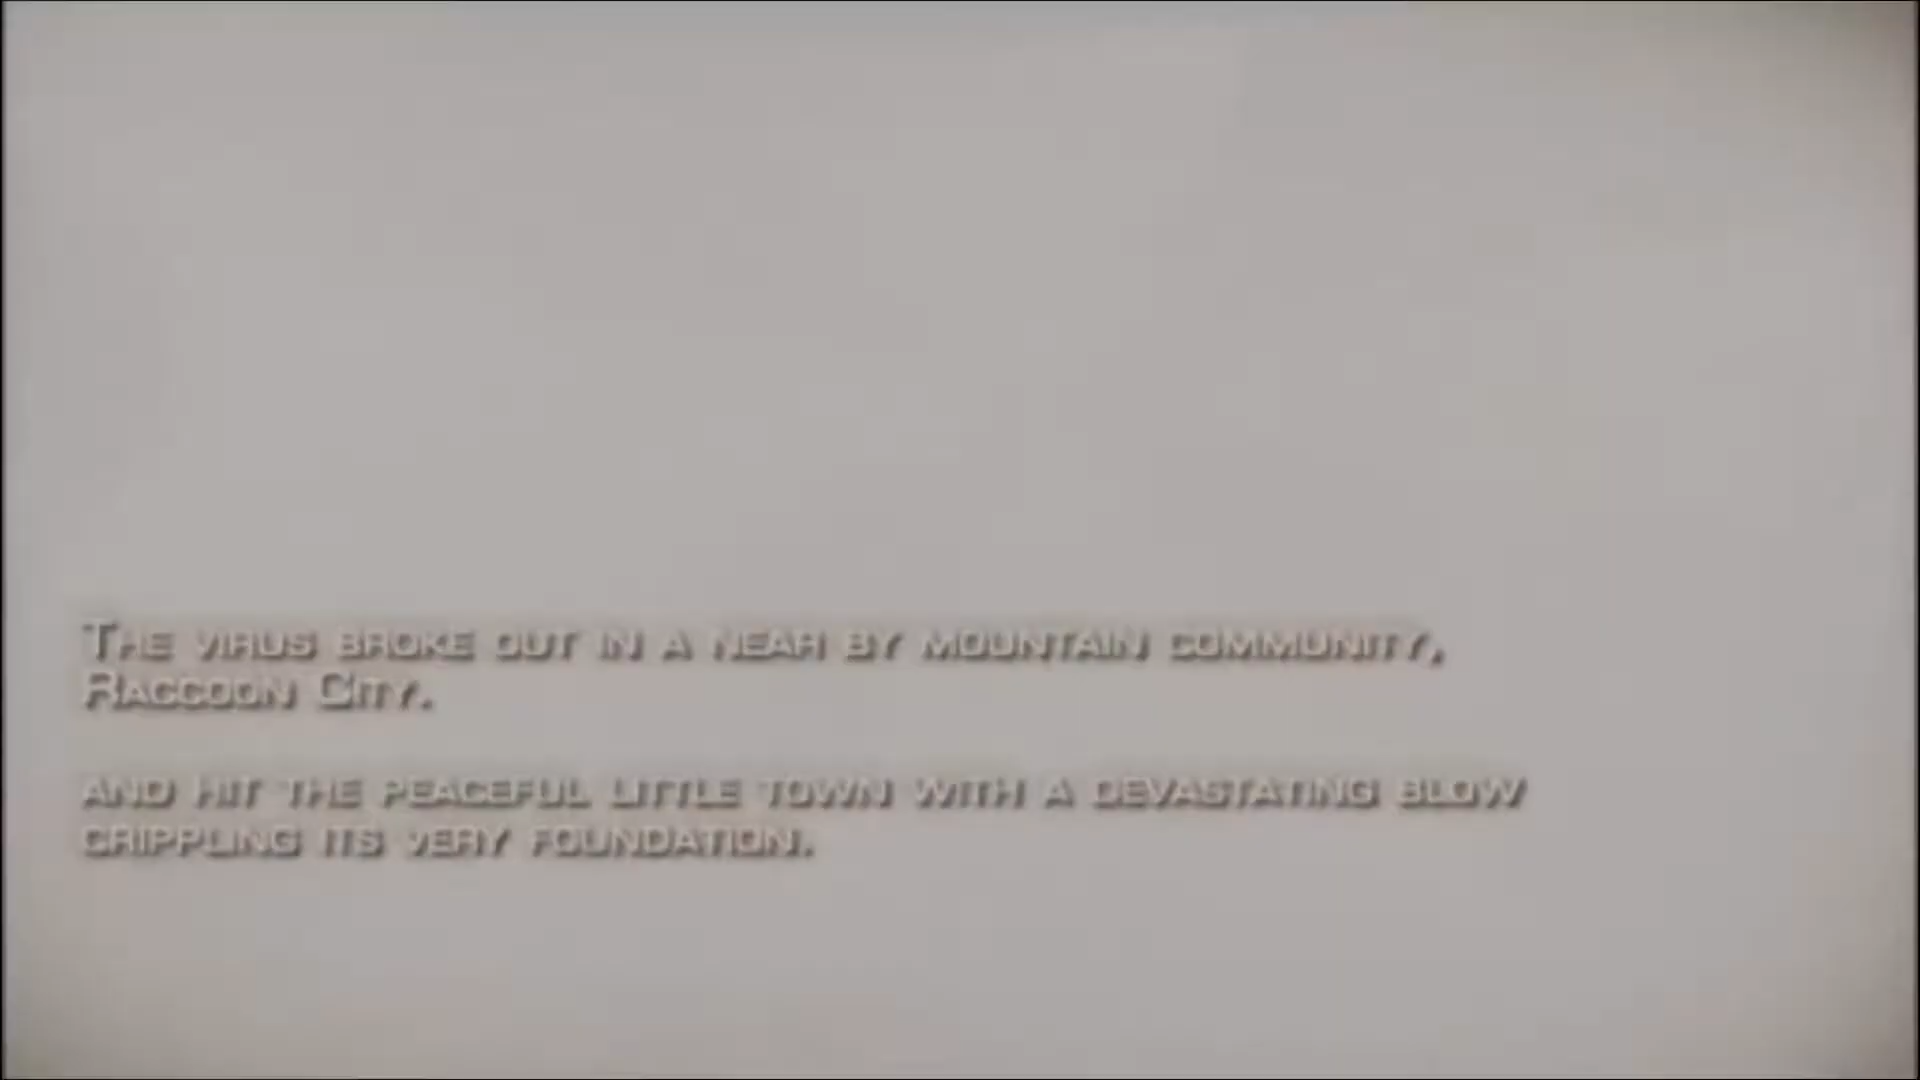 The virus broke out in a near by mountain community,
Raccoon City.
and hit the peaceful little town with a devastating blow
crippling its very foundation.